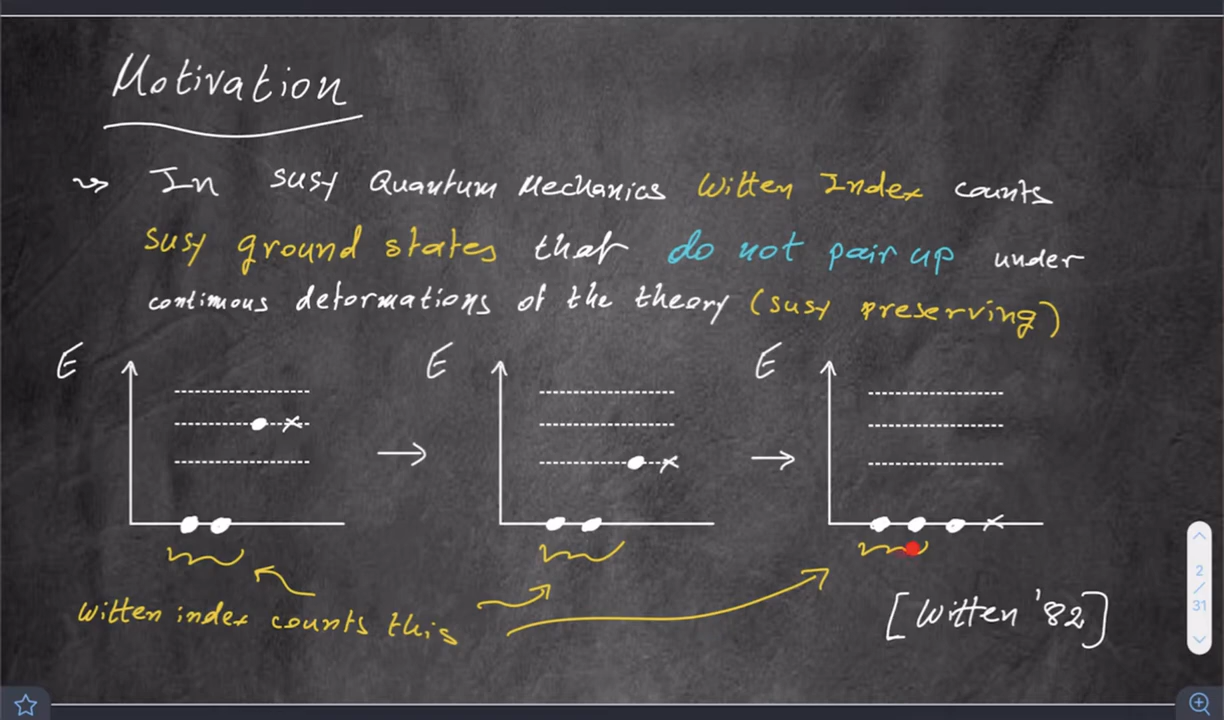 Motivation
In susy Quantum Mechanics Witten Index counts
susy ground states that do not pair up under
continuous deformations of the theory (susy preserving)
E
E
E
Witten index counts this
[Witten '82]
2
/
31